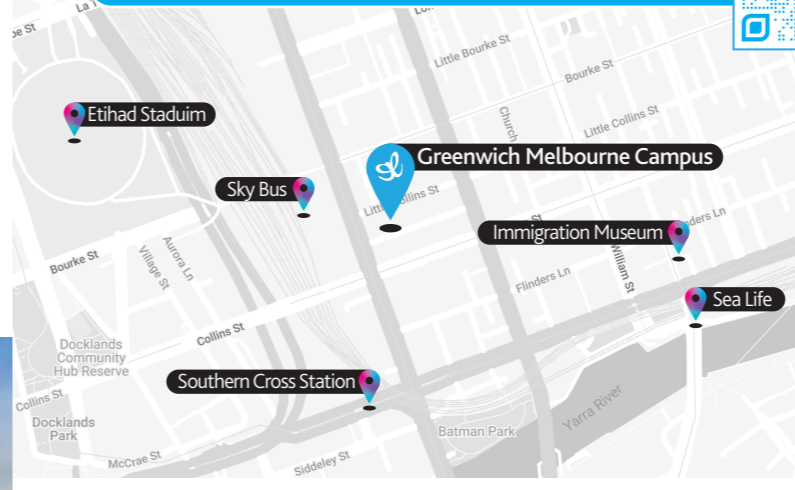 Little Bourke St
Bourke St
Etihad Staduim
Church
Little Collins St
Greenwich Melbourne Campus
Sky Bus
St
Immigration Museum
William St
Bourke St
Village St
Aurora Ln
Flinders Ln
Sea Life
Collins St
Docklands
Community
Hub Reserve
Southern Cross Station
Collins St
Docklands
Park
Yarra River
Batman Park
McCrae St
Siddeley St